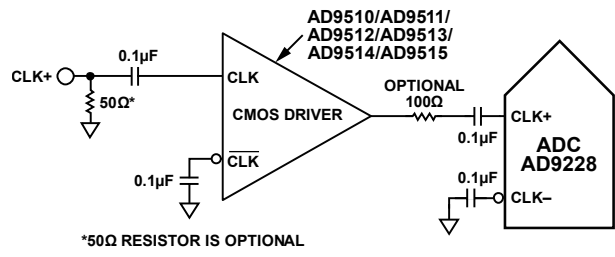 AD9510/AD9511/
AD9512/AD9513/
AD9514/AD9515
CLK+
0.1µF
50Ω*
CLK
CMOS DRIVER
CLK
0.1µF
OPTIONAL
100Ω
0.1µF
CLK+
ADC
AD9228
0.1µF
CLK–
*50Ω RESISTOR IS OPTIONAL